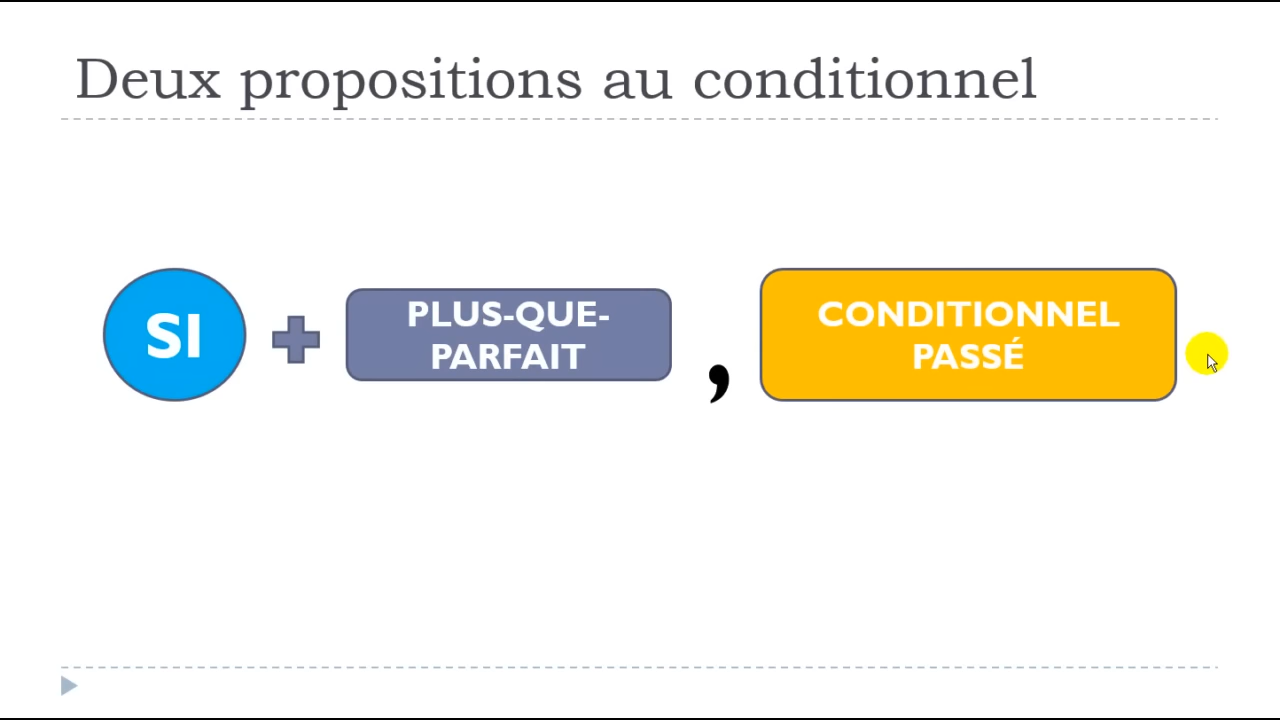 Deux propositions au conditionnel
SI
PLUS-QUE-
PARFAIT
,
CONDITIONNEL
PASSÉ